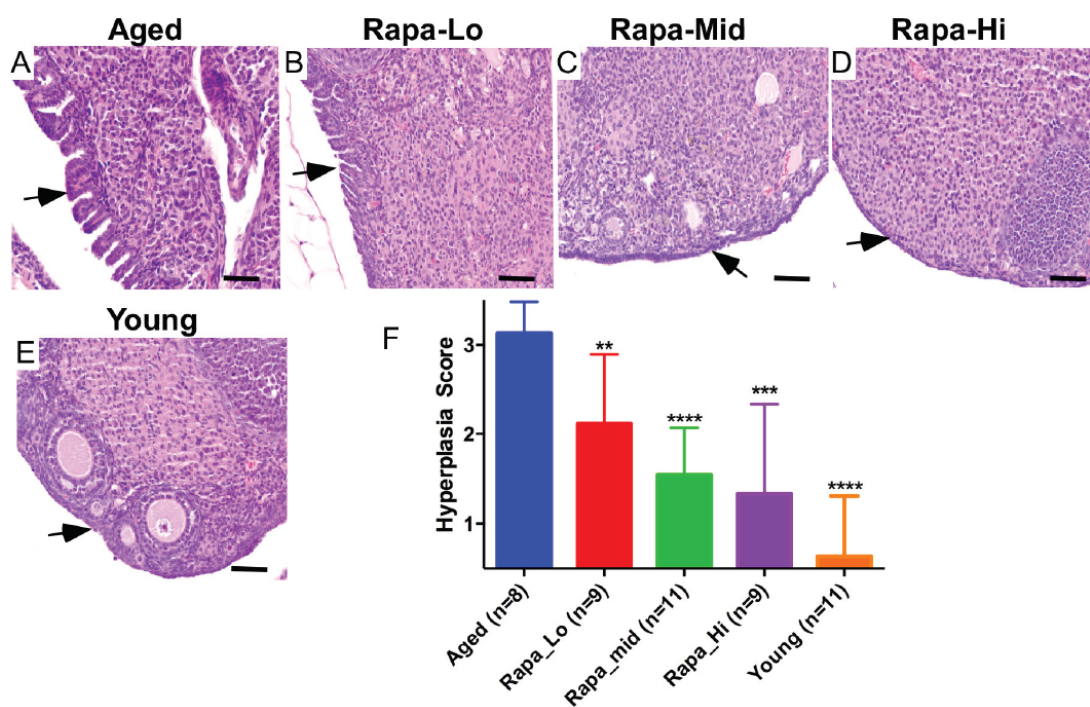 Aged
Rapa-Lo
Rapa-Mid
Rapa-Hi
A
B
C
D
Young
E
F
Hyperplasia Score
3
2
1
**
****
***
****
Aged (n=8)
Rapa_Lo (n=9)
Rapa_mid (n=11)
Rapa_Hi (n=9)
Young (n=11)